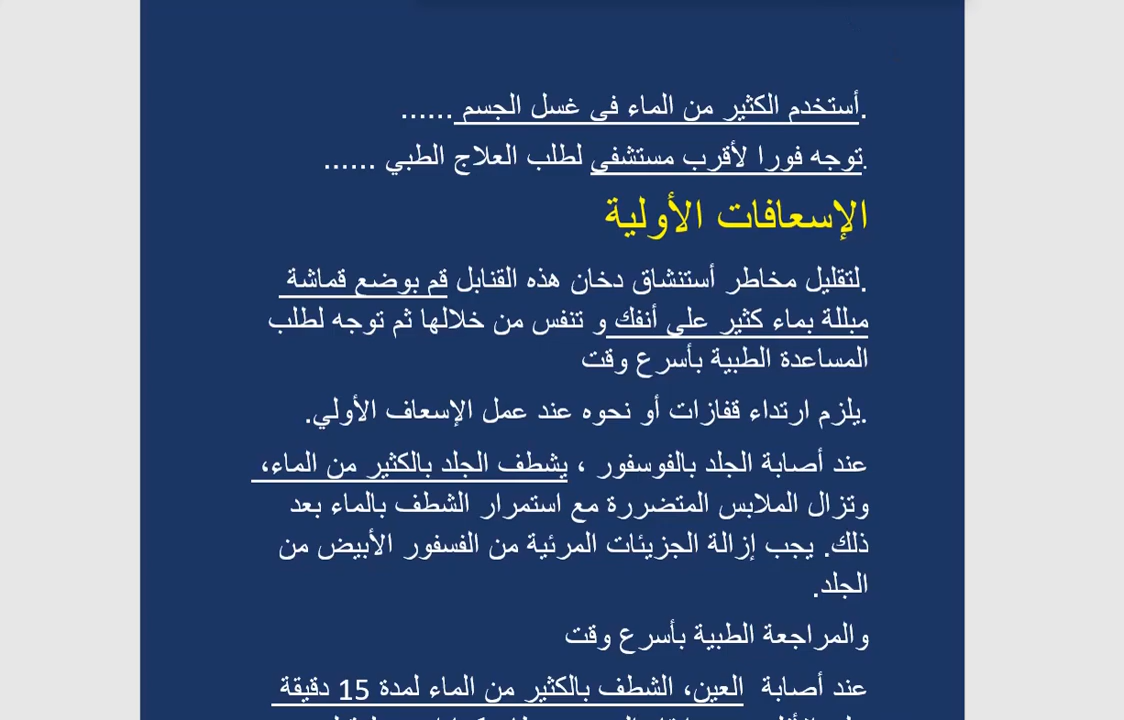 .أستخدم الكثير من الماء في غسل الجسم ......
.توجه فورا لأقرب مستشفى لطلب العلاج الطبي ......
الإسعافات الأولية
.لتقليل مخاطر أستنشاق دخان هذه القنابل قم بوضع قماشة
مبللة بماء كثير على أنفك و تنفس من خلالها ثم توجه لطلب
المساعدة الطبية بأسرع وقت
.يلزم ارتداء قفازات أو نحوه عند عمل الإسعاف الأولي.
عند أصابة الجلد بالفوسفور ، يشطف الجلد بالكثير من الماء،
وتزال الملابس المتضررة مع استمرار الشطف بالماء بعد
ذلك. يجب إزالة الجزيئات المرئية من الفسفور الأبيض من
الجلد.
والمراجعة الطبية بأسرع وقت
عند أصابة العين، الشطف بالكثير من الماء لمدة 15 دقيقة